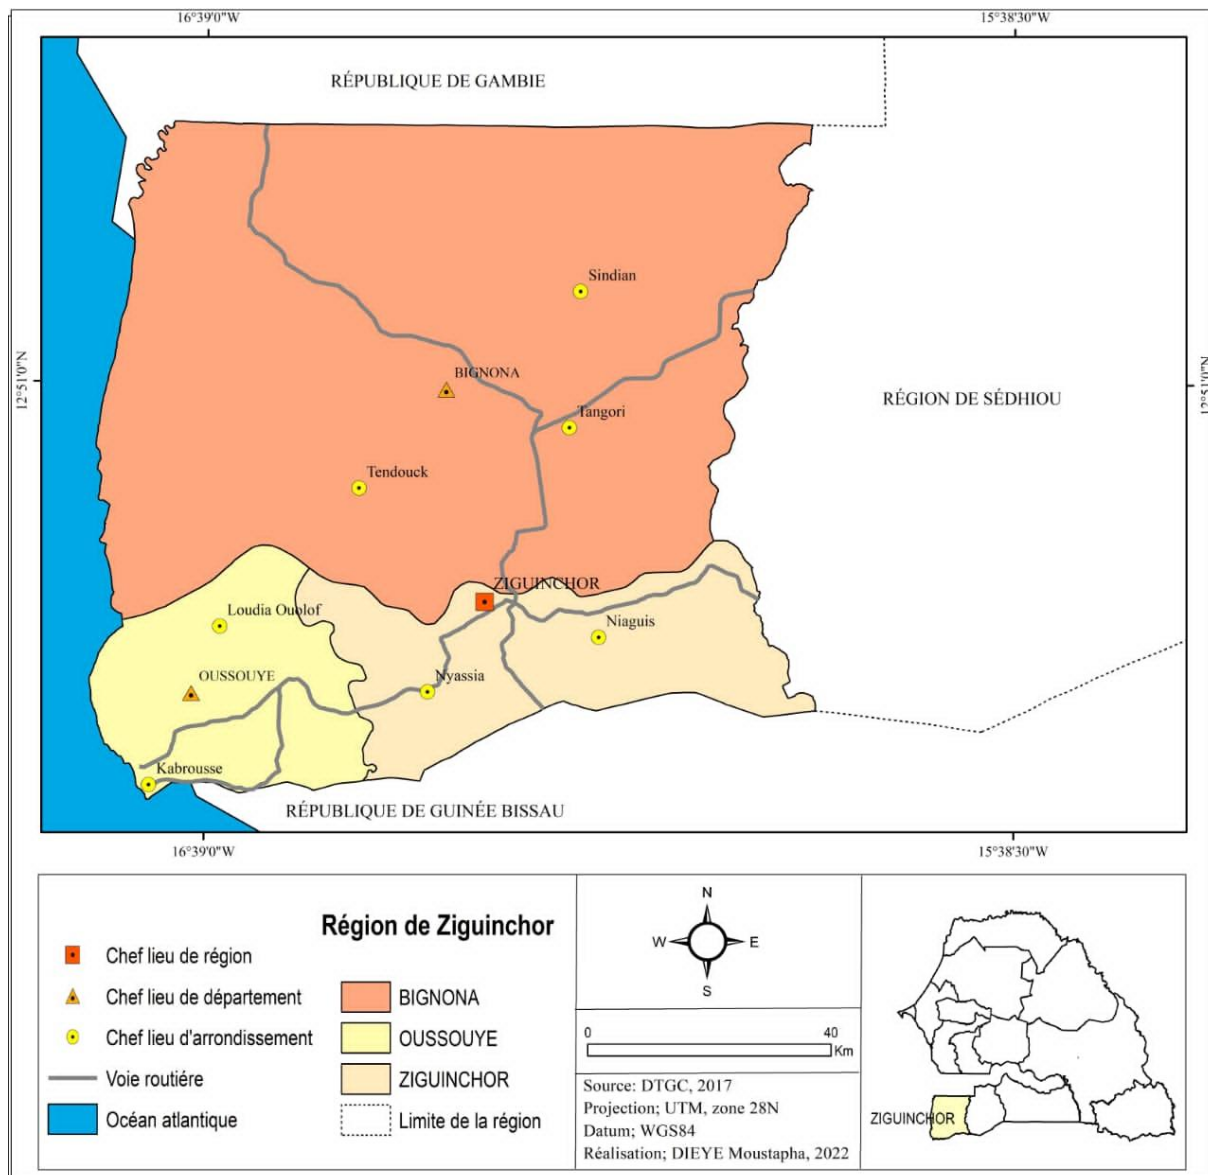 16°39'0"W
15°38'30"W
RÉPUBLIQUE DE GAMBIE
Sindian
12°51'0"N
12°51'0"N
BIGNONA
RÉGION DE SÉDHIOU
Tangori
Tendouck
ZIGUINCHOR
Loudia Ouolof
Niaguis
OUSSOUYE
Nyassia
Kabrousse
RÉPUBLIQUE DE GUINÉE BISSAU
16°39'0"W
15°38'30"W
Région de Ziguinchor
Chef lieu de région
Chef lieu de département
Chef lieu d'arrondissement
Voie routiére
Océan atlantique
BIGNONA
OUSSOUYE
ZIGUINCHOR
Limite de la région
N
W
E
S
0
40
Km
Source: DTGC, 2017
Projection; UTM, zone 28N
Datum; WGS84
Réalisation; DIEYE Moustapha, 2022
ZIGUINCHOR